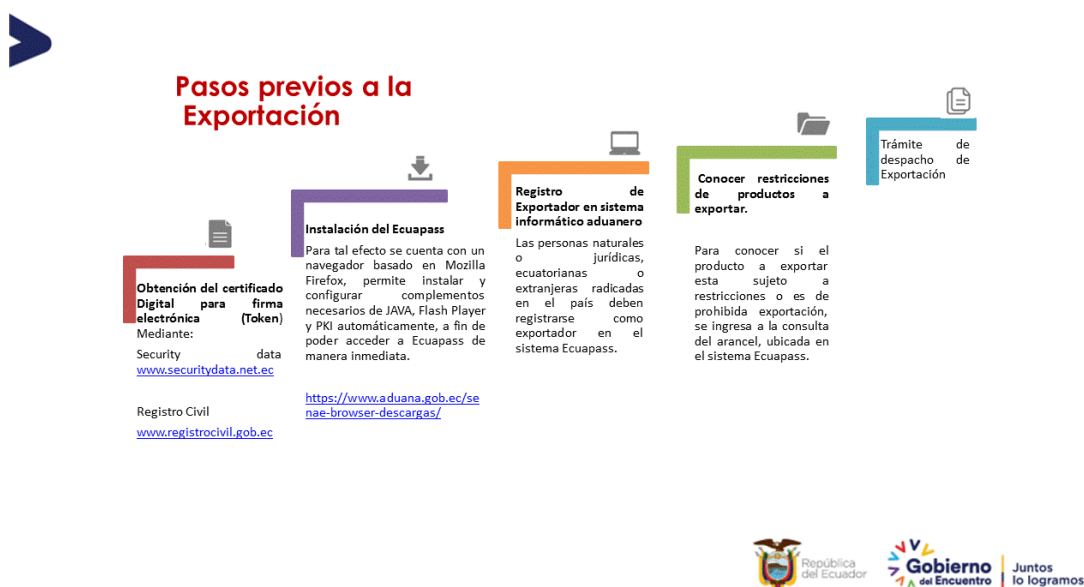 Pasos previos a la
Exportación
Obtención del certificado
Digital para firma
electrónica (Token)
Mediante:
Security data
www.securitydata.net.ec
Registro Civil
www.registrocivil.gob.ec
Instalación del Ecuapass
Para tal efecto se cuenta con un
navegador basado en Mozilla
Firefox, permite instalar y
configurar complementos
necesarios de JAVA, Flash Player
y PKI automáticamente, a fin de
poder acceder a Ecuapass de
manera inmediata.
https://www.aduana.gob.ec/se
nae-browser-descargas/
Registro de
Exportador en sistema
informático aduanero
Las personas naturales
o jurídicas,
ecuatorianas o
extranjeras radicadas
en el país deben
registrarse como
exportador en el
sistema Ecuapass.
Conocer restricciones
de productos a
exportar.
Para conocer si el
producto a exportar
esta sujeto a
restricciones o es de
prohibida exportación,
se ingresa a la consulta
del arancel, ubicada en
el sistema Ecuapass.
Trámite de
despacho de
Exportación
República
del Ecuador
Gobierno
del Encuentro
Juntos
lo logramos